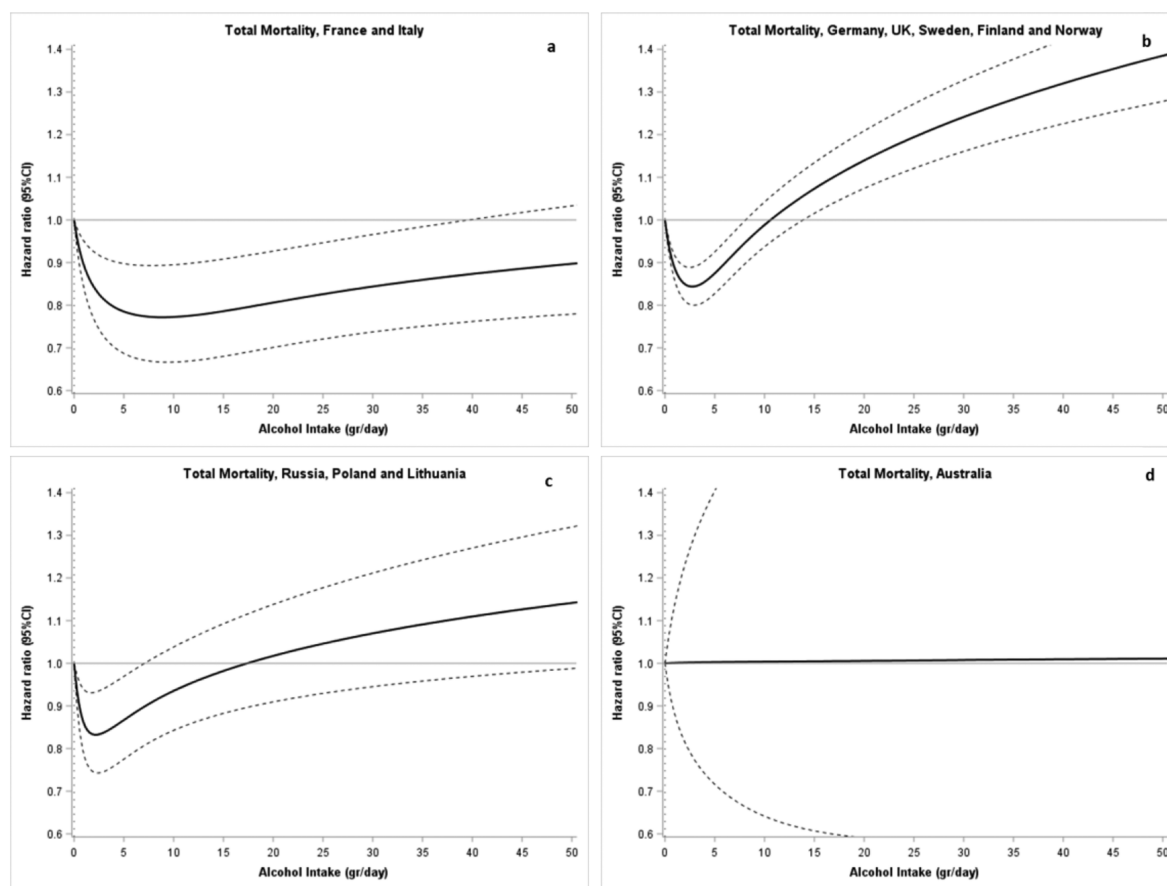 Total Mortality, France and Italy
a
1.4
1.3
1.2
1.1
1.0
0.9
0.8
0.7
0.6
Hazard ratio (95%CI)
0 5 10 15 20 25 30 35 40 45 50
Alcohol Intake (gr/day)
Total Mortality, Germany, UK, Sweden, Finland and Norway
b
1.4
1.3
1.2
1.1
1.0
0.9
0.8
0.7
0.6
Hazard ratio (95%CI)
0 5 10 15 20 25 30 35 40 45 50
Alcohol Intake (gr/day)
Total Mortality, Russia, Poland and Lithuania
c
1.4
1.3
1.2
1.1
1.0
0.9
0.8
0.7
0.6
Hazard ratio (95%CI)
0 5 10 15 20 25 30 35 40 45 50
Alcohol Intake (gr/day)
Total Mortality, Australia
d
1.4
1.3
1.2
1.1
1.0
0.9
0.8
0.7
0.6
Hazard ratio (95%CI)
0 5 10 15 20 25 30 35 40 45 50
Alcohol Intake (gr/day)